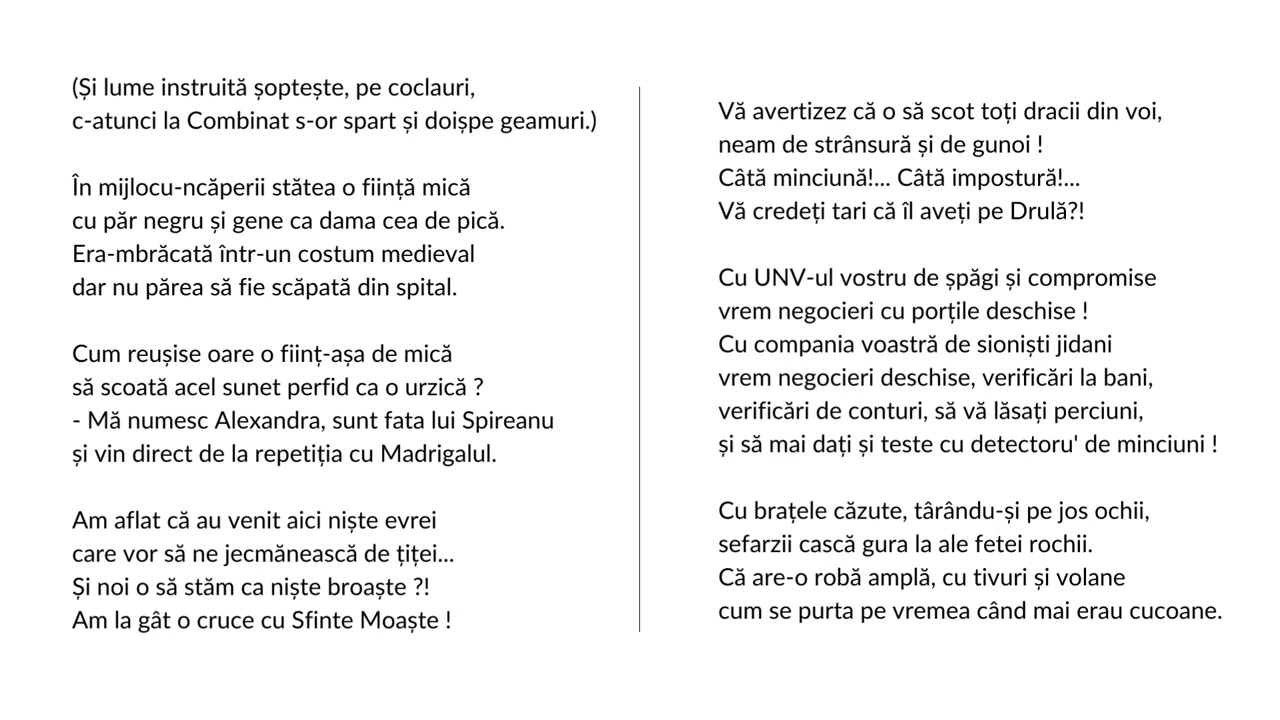 (Și lume instruită șoptește, pe coclauri,
c-atunci la Combinat s-or spart și doișpe geamuri.)
În mijlocu-ncăperii stătea o ființă mică
cu păr negru și gene ca dama cea de pică.
Era-mbrăcată într-un costum medieval
dar nu părea să fie scăpată din spital.
Cum reușise oare o ființ-așa de mică
să scoată acel sunet perfid ca o urzică ?
- Mă numesc Alexandra, sunt fata lui Spireanu
și vin direct de la repetiția cu Madrigalul.
Am aflat că au venit aici niște evrei
care vor să ne jecmănească de țiței...
Și noi o să stăm ca niște broaște ?!
Am la gât o cruce cu Sfinte Moaște !
Vă avertizez că o să scot toți dracii din voi,
neam de strânsură și de gunoi !
Câtă minciună!... Câtă impostură!...
Vă credeți tari că îl aveți pe Drulă?!
Cu UNV-ul vostru de șpăgi și compromise
vrem negocieri cu porțile deschise !
Cu compania voastră de sioniști jidani
vrem negocieri deschise, verificări la bani,
verificări de conturi, să vă lăsați perciuni,
și să mai dați și teste cu detectoru' de minciuni !
Cu brațele căzute, târându-și pe jos ochii,
sefarzii cască gura la ale fetei rochii.
Că are-o robă amplă, cu tivuri și volane
cum se purta pe vremea când mai erau cucoane.